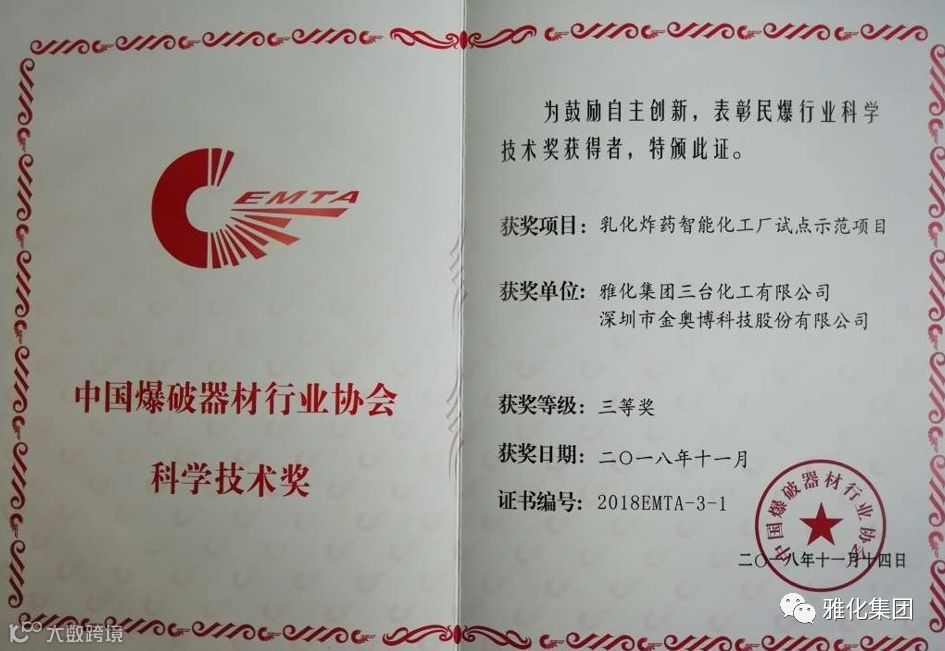 CEMTA
中国爆破器材行业协会
科学技术奖
为鼓励自主创新，表彰民爆行业科学
技术奖获得者，特颁此证。
获奖项目：乳化炸药智能化工厂试点示范项目
获奖单位：雅化集团三台化工有限公司
深圳市金奥博科技股份有限公司
获奖等级：三等奖
获奖日期：二〇一八年十一月
证书编号：2018EMTA-3-1
中国爆破器材行业协会
二〇一八年十一月十四日
大数跨境
雅化集团